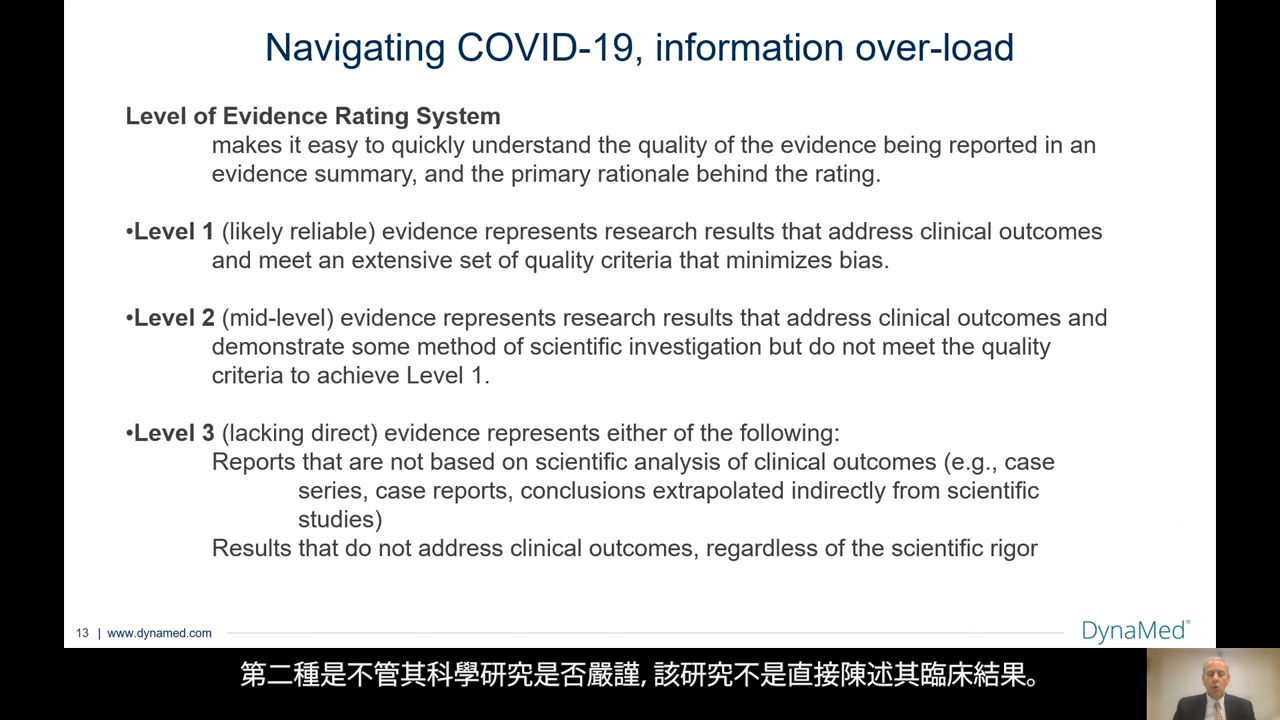 Navigating COVID-19, information over-load
Level of Evidence Rating System
makes it easy to quickly understand the quality of the evidence being reported in an
evidence summary, and the primary rationale behind the rating.
•Level 1 (likely reliable) evidence represents research results that address clinical outcomes
and meet an extensive set of quality criteria that minimizes bias.
•Level 2 (mid-level) evidence represents research results that address clinical outcomes and
demonstrate some method of scientific investigation but do not meet the quality
criteria to achieve Level 1.
•Level 3 (lacking direct) evidence represents either of the following:
Reports that are not based on scientific analysis of clinical outcomes (e.g., case
series, case reports, conclusions extrapolated indirectly from scientific
studies)
Results that do not address clinical outcomes, regardless of the scientific rigor
13 | www.dynamed.com
DynaMed®
第二種是不管其科學研究是否嚴謹, 該研究不是直接陳述其臨床結果。